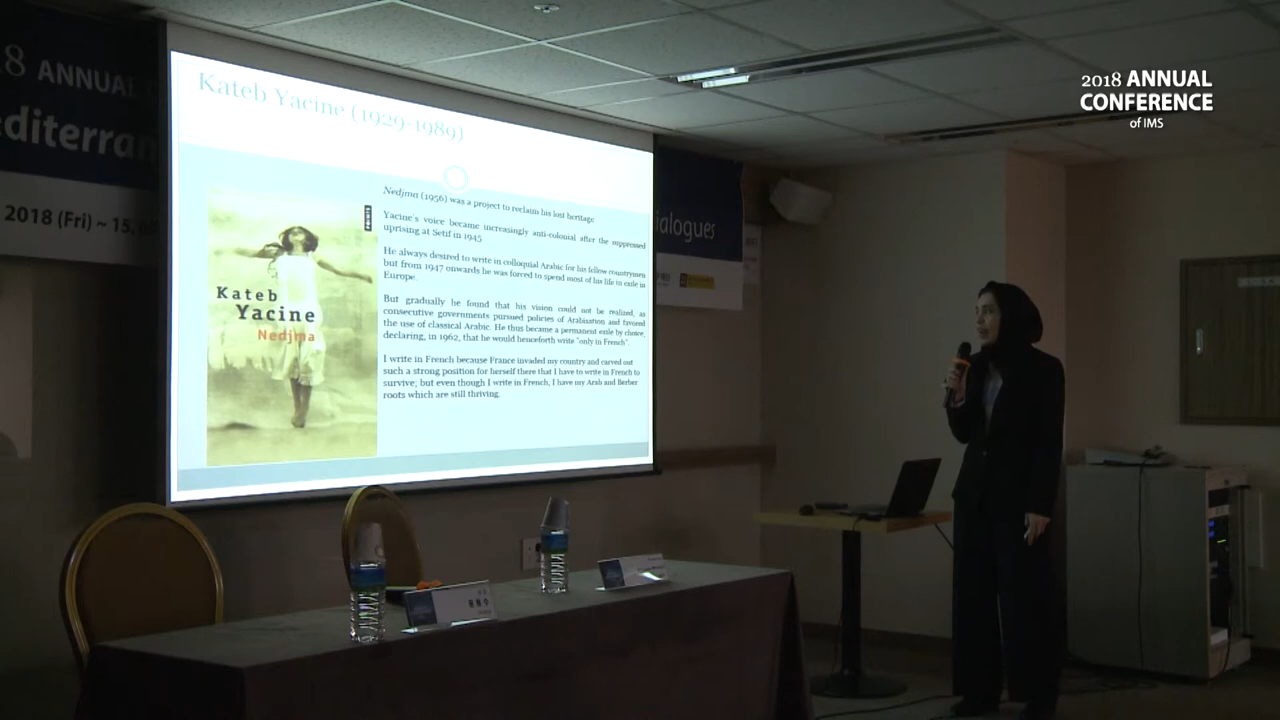 2018 ANNUAL
CONFERENCE
of IMS
8 ANNUAL
editerran
2018 (Fri) ~ 15,
ialogues
Kateb Yacine (1929-1989)
Kateb
Yacine
Nedjma
Nedjma (1956) was a project to reclaim his lost heritage
Yacine's voice became increasingly anti-colonial after the suppressed
uprising at Setif in 1945
He always desired to write in colloquial Arabic for his fellow countrymen
but from 1947 onwards he was forced to spend most of his life in exile in
Europe.
But gradually he found that his vision could not be realized, as
consecutive governments pursued policies of Arabisation and favored
the use of classical Arabic. He thus became a permanent exile by choice,
declaring, in 1962, that he would henceforth write "only in French".
I write in French because France invaded my country and carved out
such a strong position for herself there that I have to write in French to
survive; but even though I write in French, I have my Arab and Berber
roots which are still thriving.